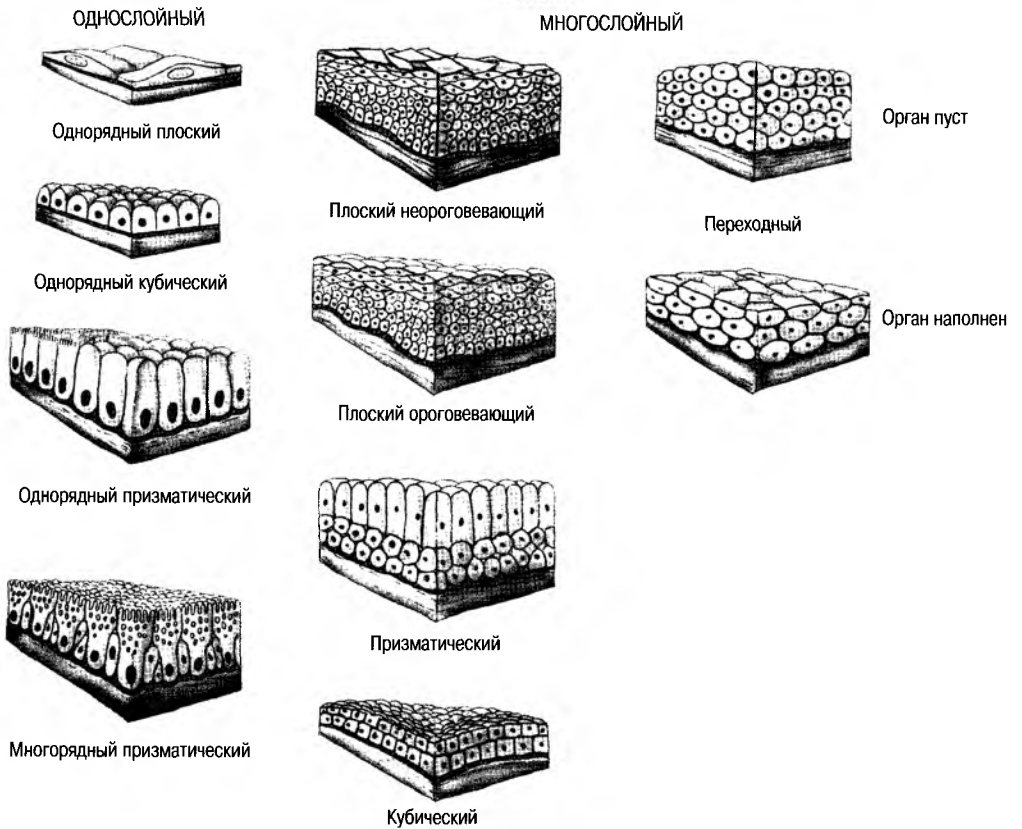 ОДНОСЛОЙНЫЙ
Однорядный плоский
Однорядный кубический
Однорядный призматический
Многорядный призматический
МНОГОСЛОЙНЫЙ
Плоский неороговевающий
Плоский ороговевающий
Призматический
Кубический
Орган пуст
Переходный
Орган наполнен